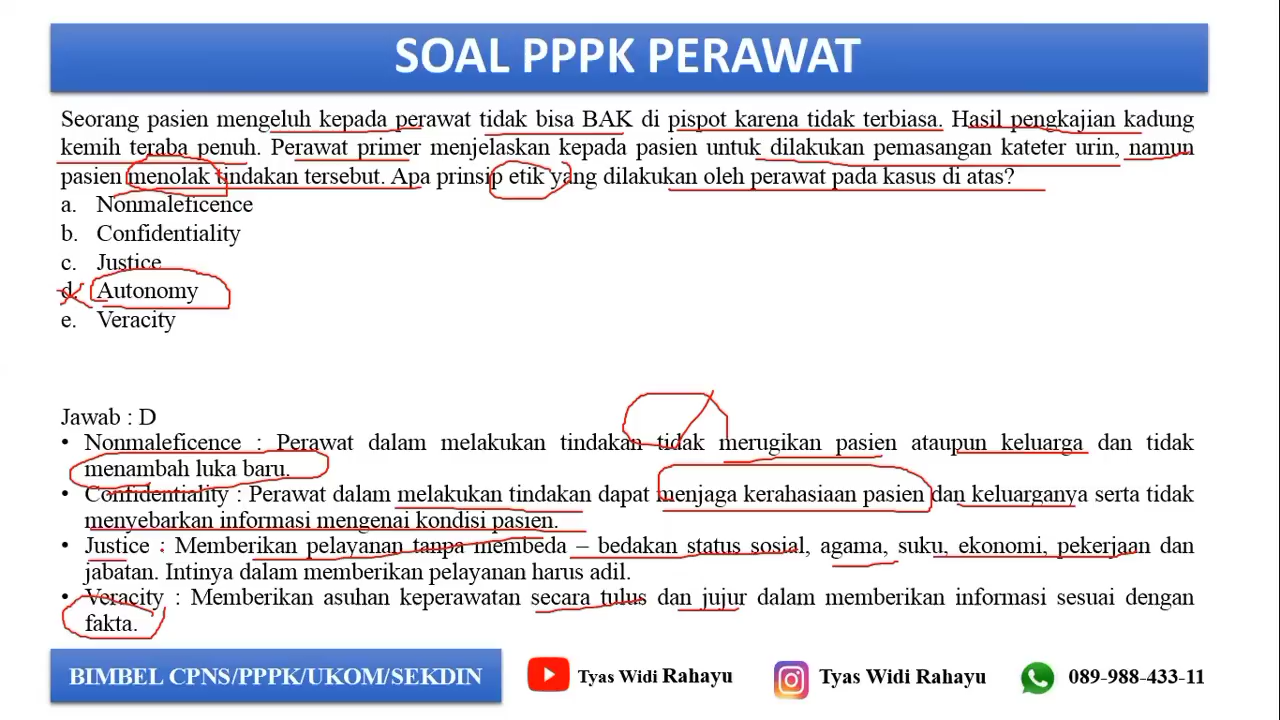 SOAL PPPK PERAWAT
Seorang pasien mengeluh kepada perawat tidak bisa BAK di pispot karena tidak terbiasa. Hasil pengkajian kadung
kemih teraba penuh. Perawat primer menjelaskan kepada pasien untuk dilakukan pemasangan kateter urin, namun
pasien menolak tindakan tersebut. Apa prinsip etik yang dilakukan oleh perawat pada kasus di atas?
a. Nonmaleficence
b. Confidentiality
c. Justice
d. Autonomy
e. Veracity
Jawab : D
• Nonmaleficence : Perawat dalam melakukan tindakan tidak merugikan pasien ataupun keluarga dan tidak
menambah luka baru.
• Confidentiality : Perawat dalam melakukan tindakan dapat menjaga kerahasiaan pasien dan keluarganya serta tidak
menyebarkan informasi mengenai kondisi pasien.
• Justice : Memberikan pelayanan tanpa membeda – bedakan status sosial, agama, suku, ekonomi, pekerjaan dan
jabatan. Intinya dalam memberikan pelayanan harus adil.
• Veracity : Memberikan asuhan keperawatan secara tulus dan jujur dalam memberikan informasi sesuai dengan
fakta.
BIMBEL CPNS/PPPK/UKOM/SEKDIN
Tyas Widi Rahayu
Tyas Widi Rahayu
089-988-433-11